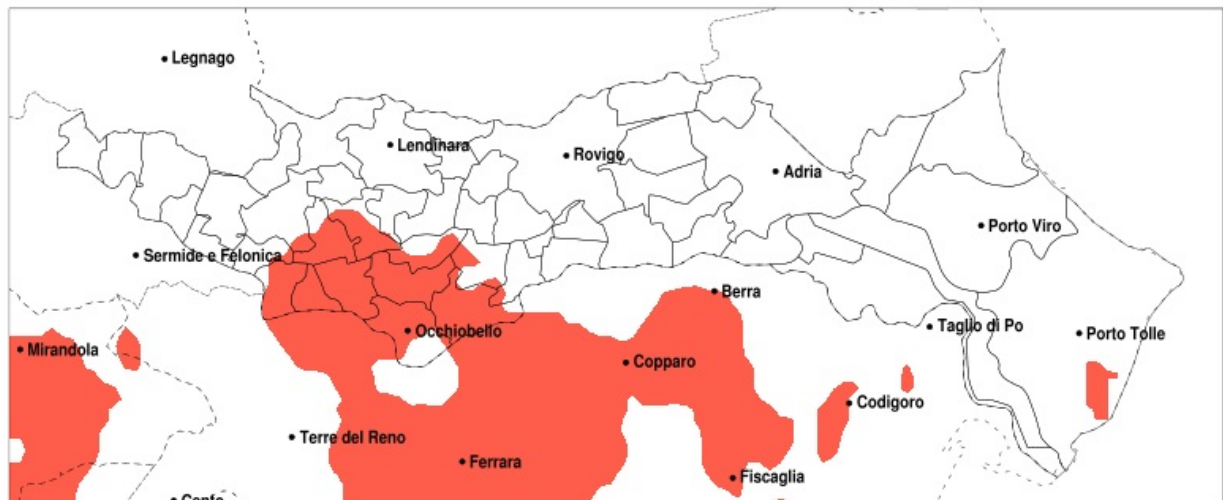 Legnago
Lendinara
Rovigo
Adria
Porto Viro
Sermide e Felonica
Berra
Taglio di Po
Porto Tolle
Occhiobello
Mirandola
Copparo
Codigoro
Terre del Reno
Ferrara
Fiscaglia
Cento